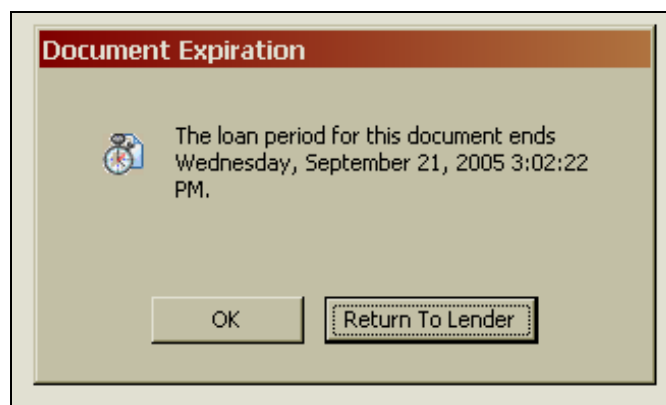 Document Expiration
The loan period for this document ends
Wednesday, September 21, 2005 3:02:22
PM.
OK
Return To Lender